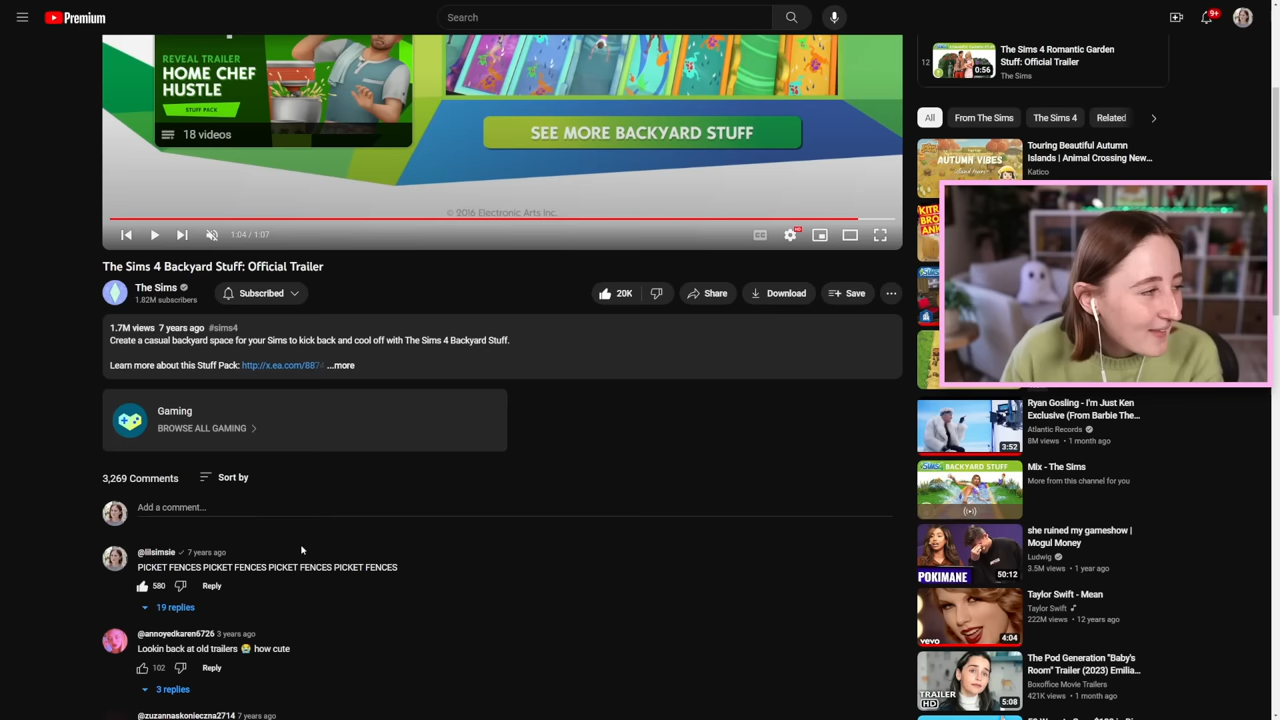 Premium
Search
9+
REVEAL TRAILER
HOME CHEF
HUSTLE
STUFF PACK
18 videos
SEE MORE BACKYARD STUFF
© 2016 Electronic Arts Inc.
1:04 / 1:07
CC
HD
The Sims 4 Backyard Stuff: Official Trailer
The Sims
1.82M subscribers
Subscribed
20K
Share
Download
Save
1.7M views 7 years ago #sims4
Create a casual backyard space for your Sims to kick back and cool off with The Sims 4 Backyard Stuff.
Learn more about this Stuff Pack: http://x.ea.com/8874 ...more
Gaming
BROWSE ALL GAMING
3,269 Comments
Sort by
Add a comment...
@lilsimsie 7 years ago
PICKET FENCES PICKET FENCES PICKET FENCES PICKET FENCES
580
Reply
19 replies
@annoyedkaren6726 3 years ago
Lookin back at old trailers 😭 how cute
102
Reply
3 replies
@zuzannaskonieczna2714 7 years ago
12
0:56
The Sims 4 Romantic Garden
Stuff: Official Trailer
The Sims
All
From The Sims
The Sims 4
Related
AUTUMN VIBES
Touring Beautiful Autumn
Islands | Animal Crossing New...
Katico
3:52
Ryan Gosling - I'm Just Ken
Exclusive (From Barbie The...
Atlantic Records
8M views • 1 month ago
BACKYARD STUFF
Mix - The Sims
More from this channel for you
POKIMANE
50:12
she ruined my gameshow |
Mogul Money
Ludwig
3.5M views • 1 year ago
vevo
4:04
Taylor Swift - Mean
Taylor Swift
222M views • 12 years ago
TRAILER
HD
5:08
The Pod Generation "Baby's
Room" Trailer (2023) Emilia...
Boxoffice Movie Trailers
421K views • 1 month ago